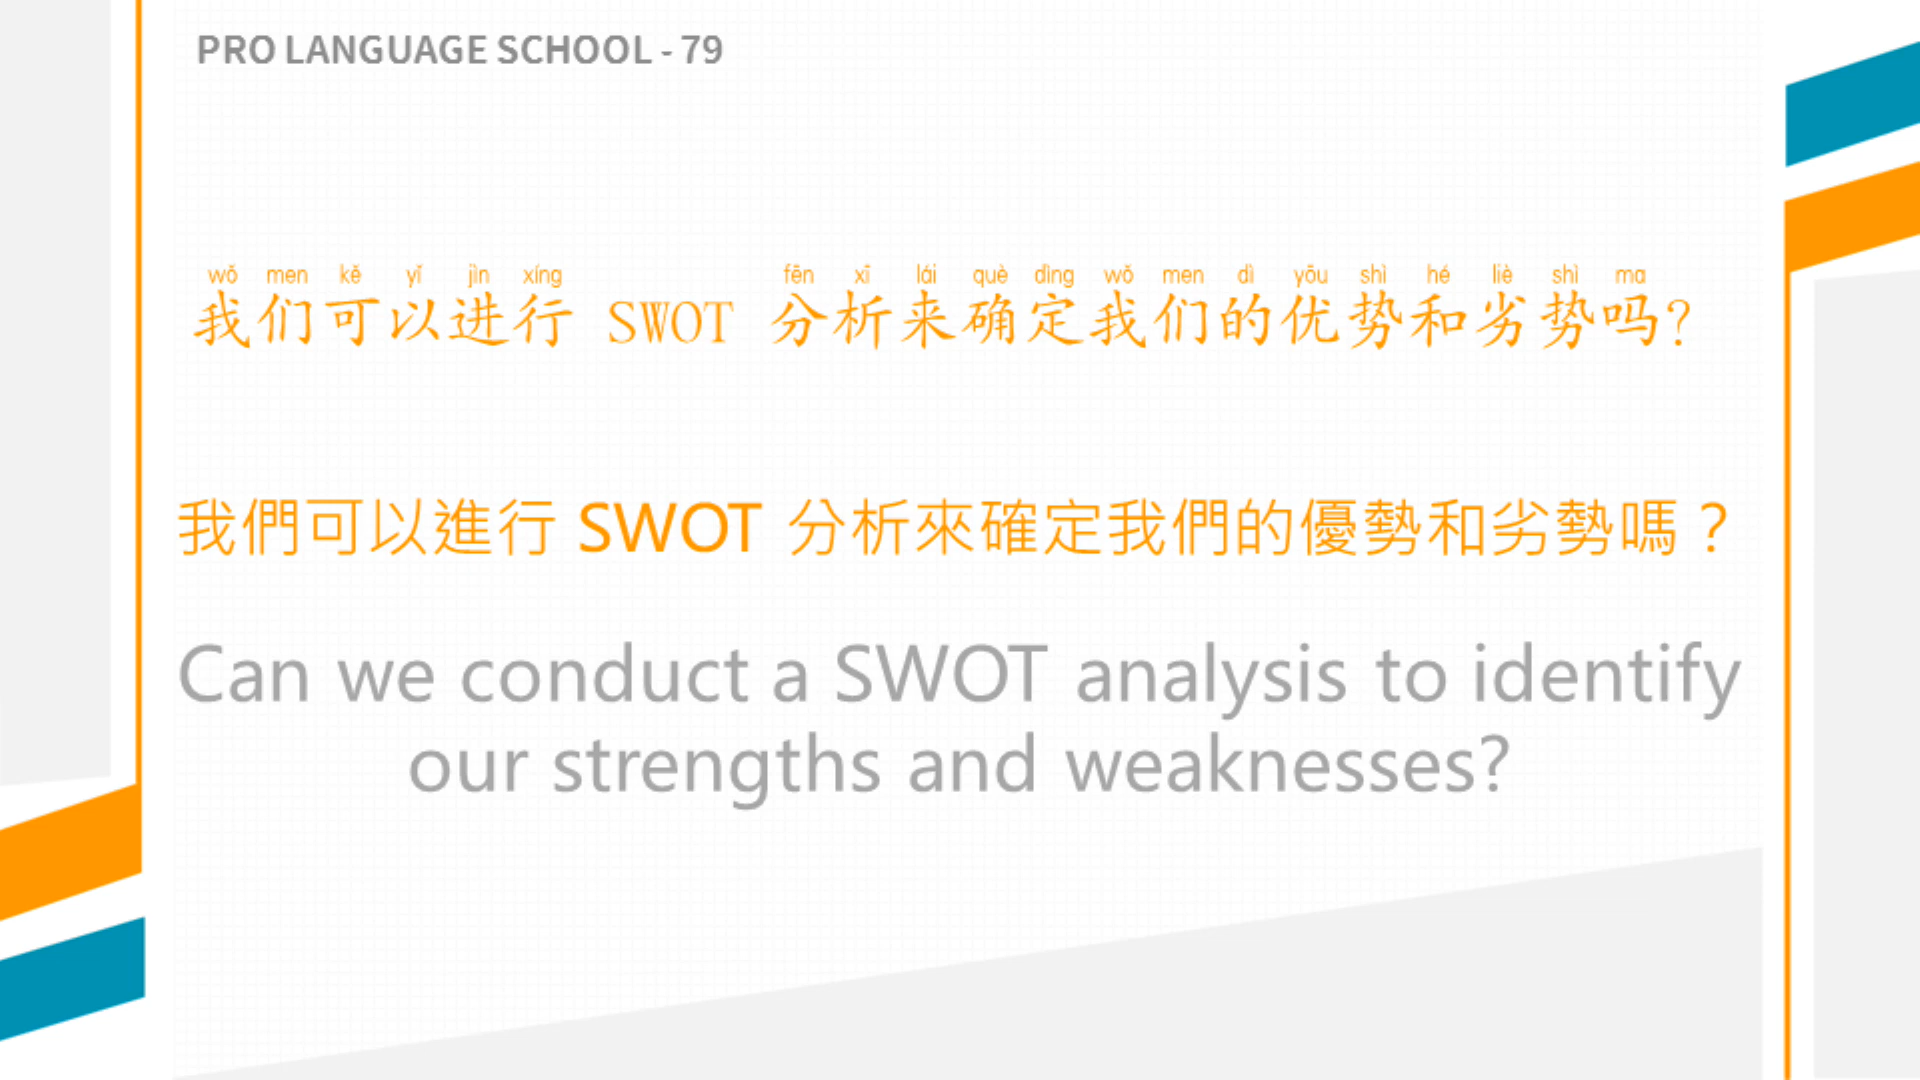 PRO LANGUAGE SCHOOL - 79
wǒ men kě yǐ jìn xíng fēn xī lái què dìng wǒ men dì yōu shì hé liè shì ma
我们可以进行 SWOT 分析来确定我们的优势和劣势吗?
我們可以進行 SWOT 分析來確定我們的優勢和劣勢嗎？
Can we conduct a SWOT analysis to identify
our strengths and weaknesses?